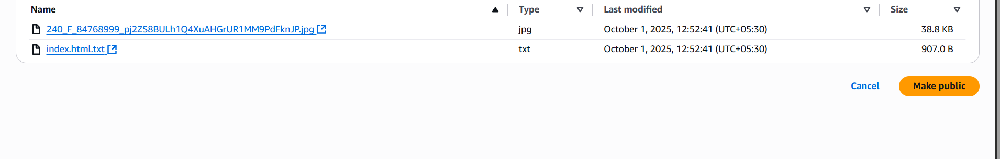 Name Type Last modified Size
240_F_84768999_pj2ZS8BULh1Q4XuAHGrUR1MM9PdFknJP.jpg jpg October 1, 2025, 12:52:41 (UTC+05:30) 38.8 KB
index.html.txt txt October 1, 2025, 12:52:41 (UTC+05:30) 907.0 B
Cancel Make public